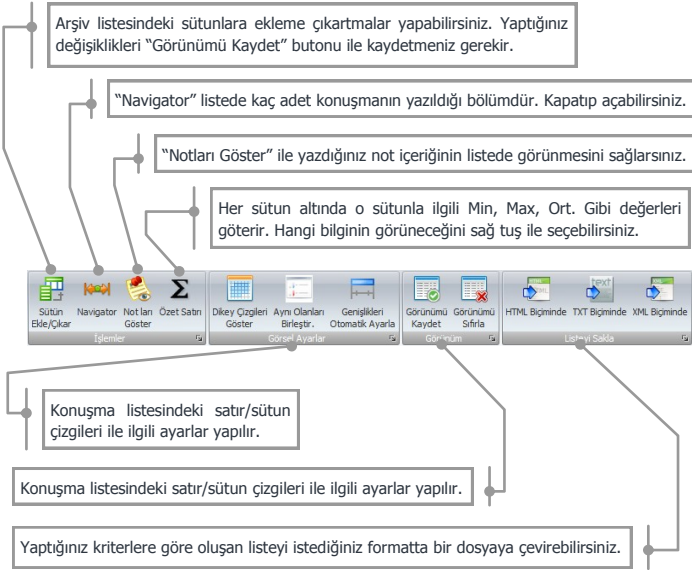 Arşiv listesindeki sütunlara ekleme çıkartmalar yapabilirsiniz. Yaptığınız
değişiklikleri “Görünümü Kaydet” butonu ile kaydetmeniz gerekir.
“Navigator” listede kaç adet konuşmanın yazıldığı bölümdür. Kapatıp açabilirsiniz.
“Notları Göster” ile yazdığınız not içeriğinin listede görünmesini sağlarsınız.
Her sütun altında o sütunla ilgili Min, Max, Ort. Gibi değerleri
göterir. Hangi bilginin görüneceğini sağ tuş ile seçebilirsiniz.
Sütün Ekle/Çıkar
Navigator
Not ları Göster
Özet Satırı
Dikey Çizgileri Göster
Aynı Olanları Birleştir.
Genişlikleri Otomatik Ayarla
Görünümü Kaydet
Görünümü Sıfırla
HTML Biçiminde
TXT Biçiminde
XML Biçiminde
İşlemler
Görsel Ayarlar
Görünüm
Listeyi Sakla
Konuşma listesindeki satır/sütun
çizgileri ile ilgili ayarlar yapılır.
Konuşma listesindeki satır/sütun çizgileri ile ilgili ayarlar yapılır.
Yaptığınız kriterlere göre oluşan listeyi istediğiniz formatta bir dosyaya çevirebilirsiniz.